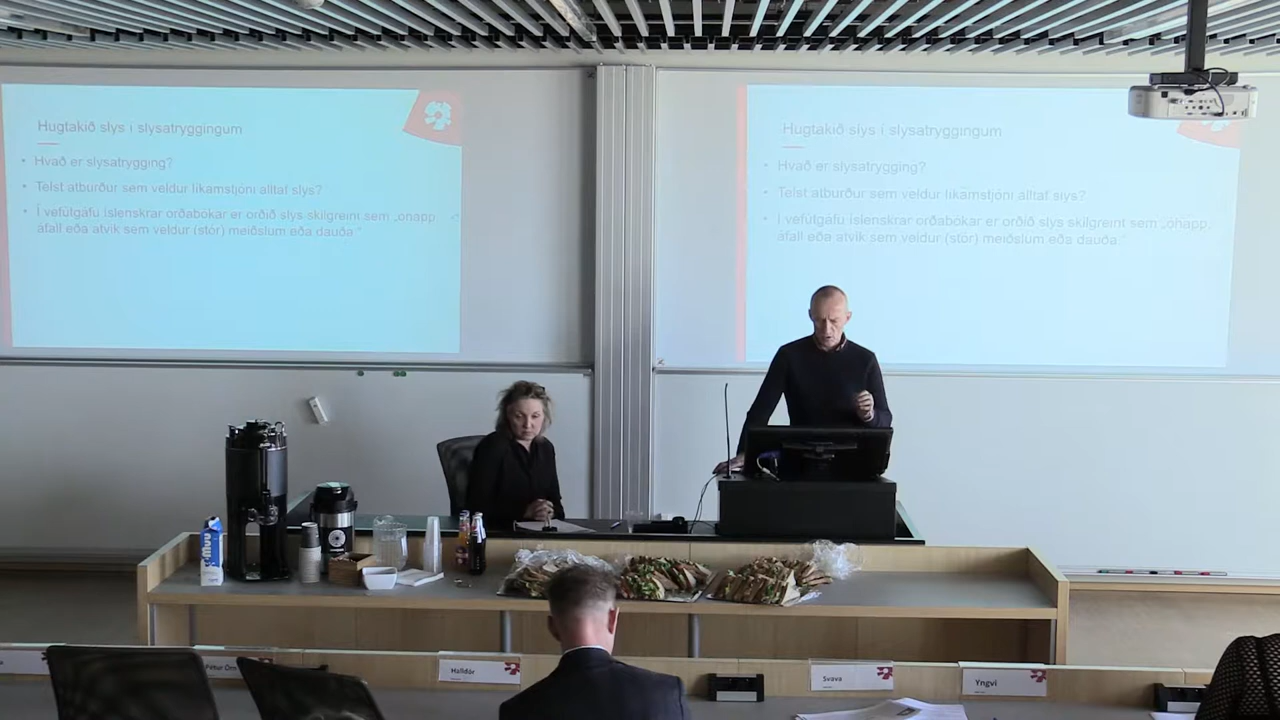 Hugtakið slys í slysatryggingum
• Hvað er slysatrygging?
• Telst atburður sem veldur líkamstjóni alltaf slys?
• Í vefútgáfu íslenskrar orðabókar er orðið slys skilgreint sem „óhapp
áfall eða atvik sem veldur (stór) meiðslum eða dauða.“
Hugtakið slys í slysatryggingum
• Hvað er slysatrygging?
• Telst atburður sem veldur líkamstjóni alltaf slys?
• Í vefútgáfu íslenskrar orðabókar er orðið slys skilgreint sem „óhapp,
áfall eða atvik sem veldur (stór) meiðslum eða dauða.“
Pétur Örn
Halldór
Svava
Yngvi